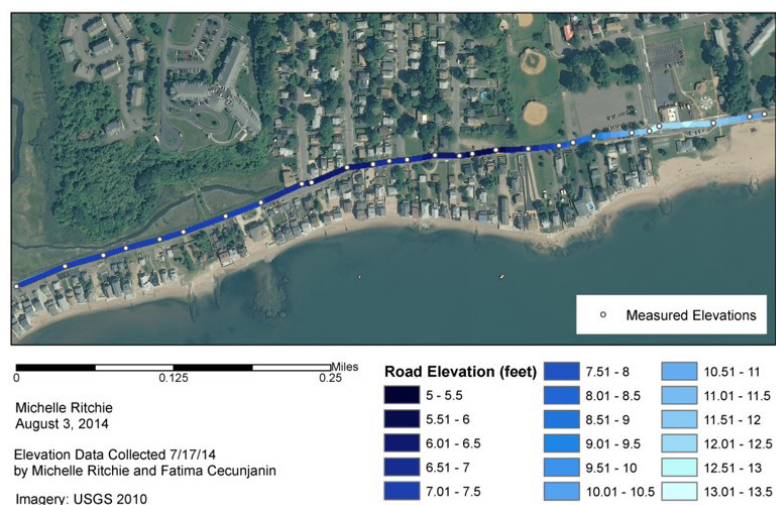 Measured Elevations
Miles
0 0.125 0.25
Michelle Ritchie
August 3, 2014
Elevation Data Collected 7/17/14
by Michelle Ritchie and Fatima Cecunjanin
Imagery: USGS 2010
Road Elevation (feet)
5 - 5.5
5.51 - 6
6.01 - 6.5
6.51 - 7
7.01 - 7.5
7.51 - 8
8.01 - 8.5
8.51 - 9
9.01 - 9.5
9.51 - 10
10.01 - 10.5
10.51 - 11
11.01 - 11.5
11.51 - 12
12.01 - 12.5
12.51 - 13
13.01 - 13.5